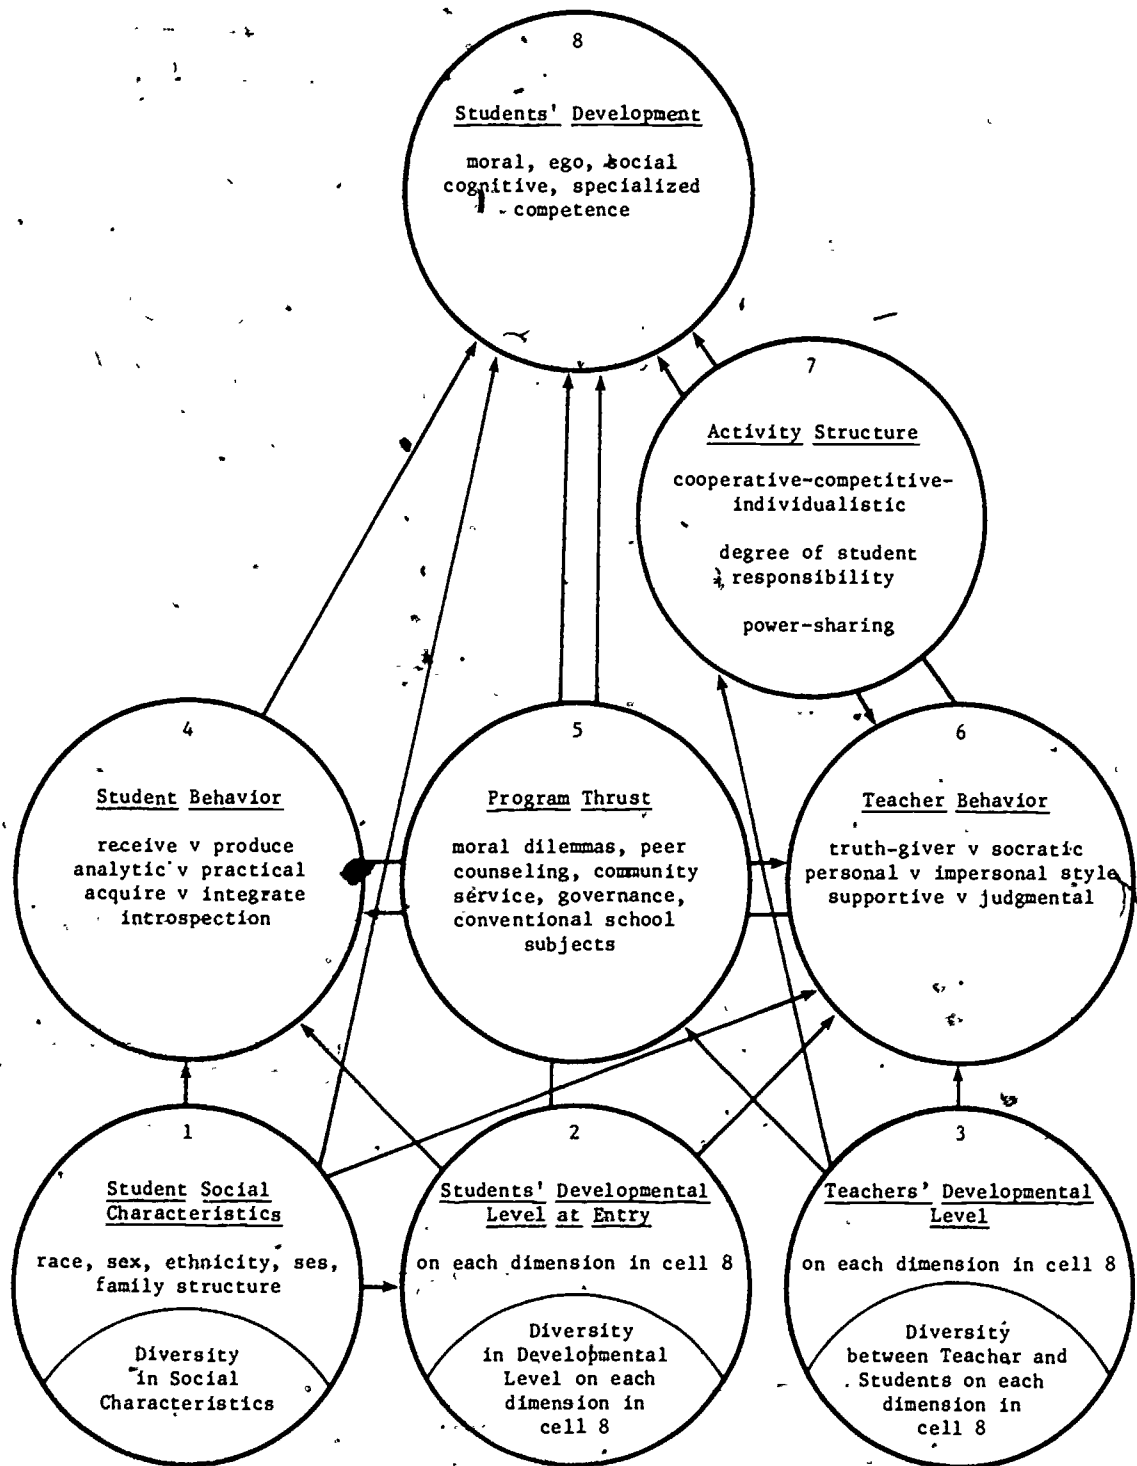 8
Students' Development
moral, ego, social
cognitive, specialized
competence
7
Activity Structure
cooperative-competitive-
individualistic
degree of student
responsibility
power-sharing
4
Student Behavior
receive v produce
analytic v practical
acquire v integrate
introspection
5
Program Thrust
moral dilemmas, peer
counseling, community
service, governance,
conventional school
subjects
6
Teacher Behavior
truth-giver v socratic
personal v impersonal style
supportive v judgmental
1
Student Social
Characteristics
race, sex, ethnicity, ses,
family structure
Diversity
in Social
Characteristics
2
Students' Developmental
Level at Entry
on each dimension in cell 8
Diversity
in Developmental
Level on each
dimension in
cell 8
3
Teachers' Developmental
Level
on each dimension in cell 8
Diversity
between Teacher and
Students on each
dimension in
cell 8